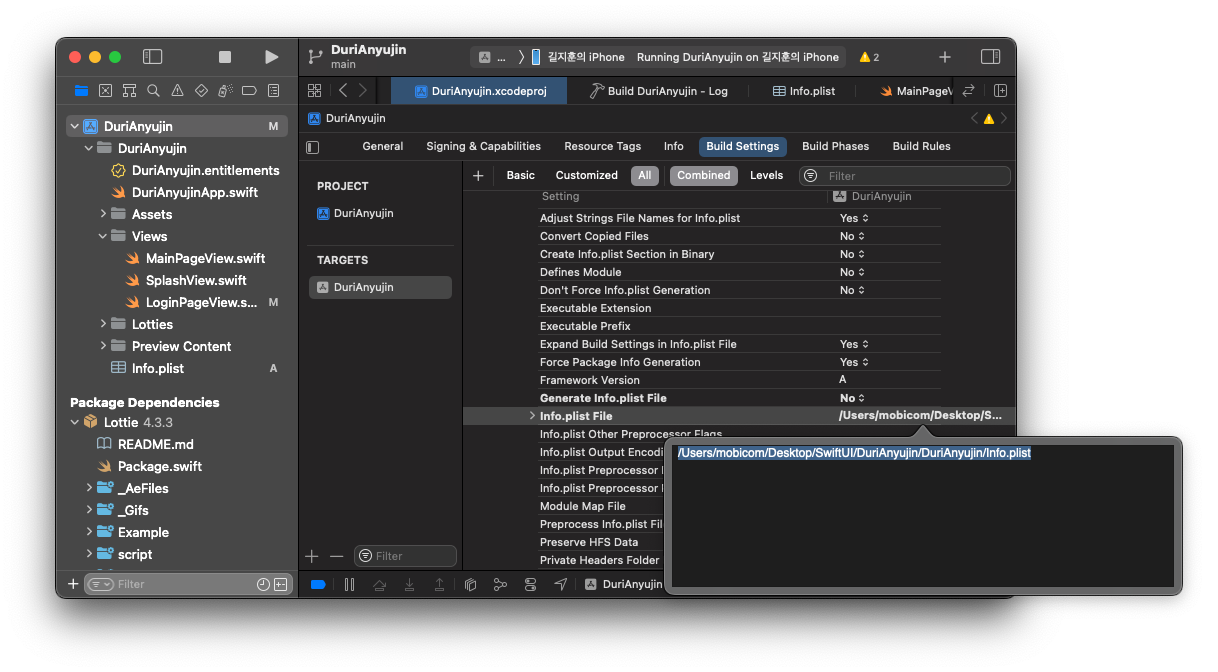 DuriAnyujin
main
...
길지훈의 iPhone
Running DuriAnyujin on 길지훈의 iPhone
2
DuriAnyujin.xcodeproj
Build DuriAnyujin - Log
Info.plist
MainPageV
DuriAnyujin
M
DuriAnyujin
DuriAnyujin.entitlements
DuriAnyujinApp.swift
Assets
Views
MainPageView.swift
SplashView.swift
LoginPageView.s...
M
Lotties
Preview Content
Info.plist
A
Package Dependencies
Lottie 4.3.3
README.md
Package.swift
_AeFiles
_Gifs
Example
script
Filter
DuriAnyujin
General
Signing & Capabilities
Resource Tags
Info
Build Settings
Build Phases
Build Rules
PROJECT
DuriAnyujin
TARGETS
DuriAnyujin
Filter
Basic
Customized
All
Combined
Levels
Filter
Setting
DuriAnyujin
Adjust Strings File Names for Info.plist
Yes
Convert Copied Files
No
Create Info.plist Section in Binary
No
Defines Module
No
Don't Force Info.plist Generation
No
Executable Extension
Executable Prefix
Expand Build Settings in Info.plist File
Yes
Force Package Info Generation
Yes
Framework Version
A
Generate Info.plist File
No
Info.plist File
/Users/mobicom/Desktop/S...
Info.plist Other Preprocessor Flags
Info.plist Output Encodi
Info.plist Preprocessor
Info.plist Preprocessor
Module Map File
Preprocess Info.plist Fil
Preserve HFS Data
Private Headers Folder
/Users/mobicom/Desktop/SwiftUI/DuriAnyujin/DuriAnyujin/Info.plist
DuriAnyujin